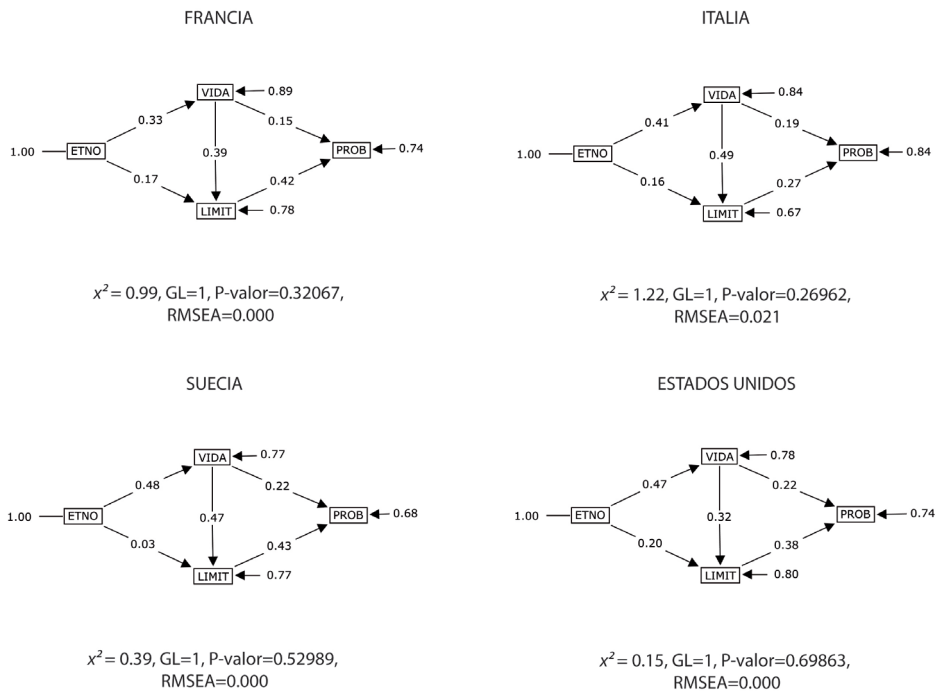 FRANCIA
VIDA
0.89
0.33
0.15
1.00
ETNO
0.39
PROB
0.74
0.17
0.42
LIMIT
0.78
x² = 0.99, GL=1, P-valor=0.32067,
RMSEA=0.000
ITALIA
VIDA
0.84
0.41
0.19
1.00
ETNO
0.49
PROB
0.84
0.16
0.27
LIMIT
0.67
x² = 1.22, GL=1, P-valor=0.26962,
RMSEA=0.021
SUECIA
VIDA
0.77
0.48
0.22
1.00
ETNO
0.47
PROB
0.68
0.03
0.43
LIMIT
0.77
x² = 0.39, GL=1, P-valor=0.52989,
RMSEA=0.000
ESTADOS UNIDOS
VIDA
0.78
0.47
0.22
1.00
ETNO
0.32
PROB
0.74
0.20
0.38
LIMIT
0.80
x² = 0.15, GL=1, P-valor=0.69863,
RMSEA=0.000